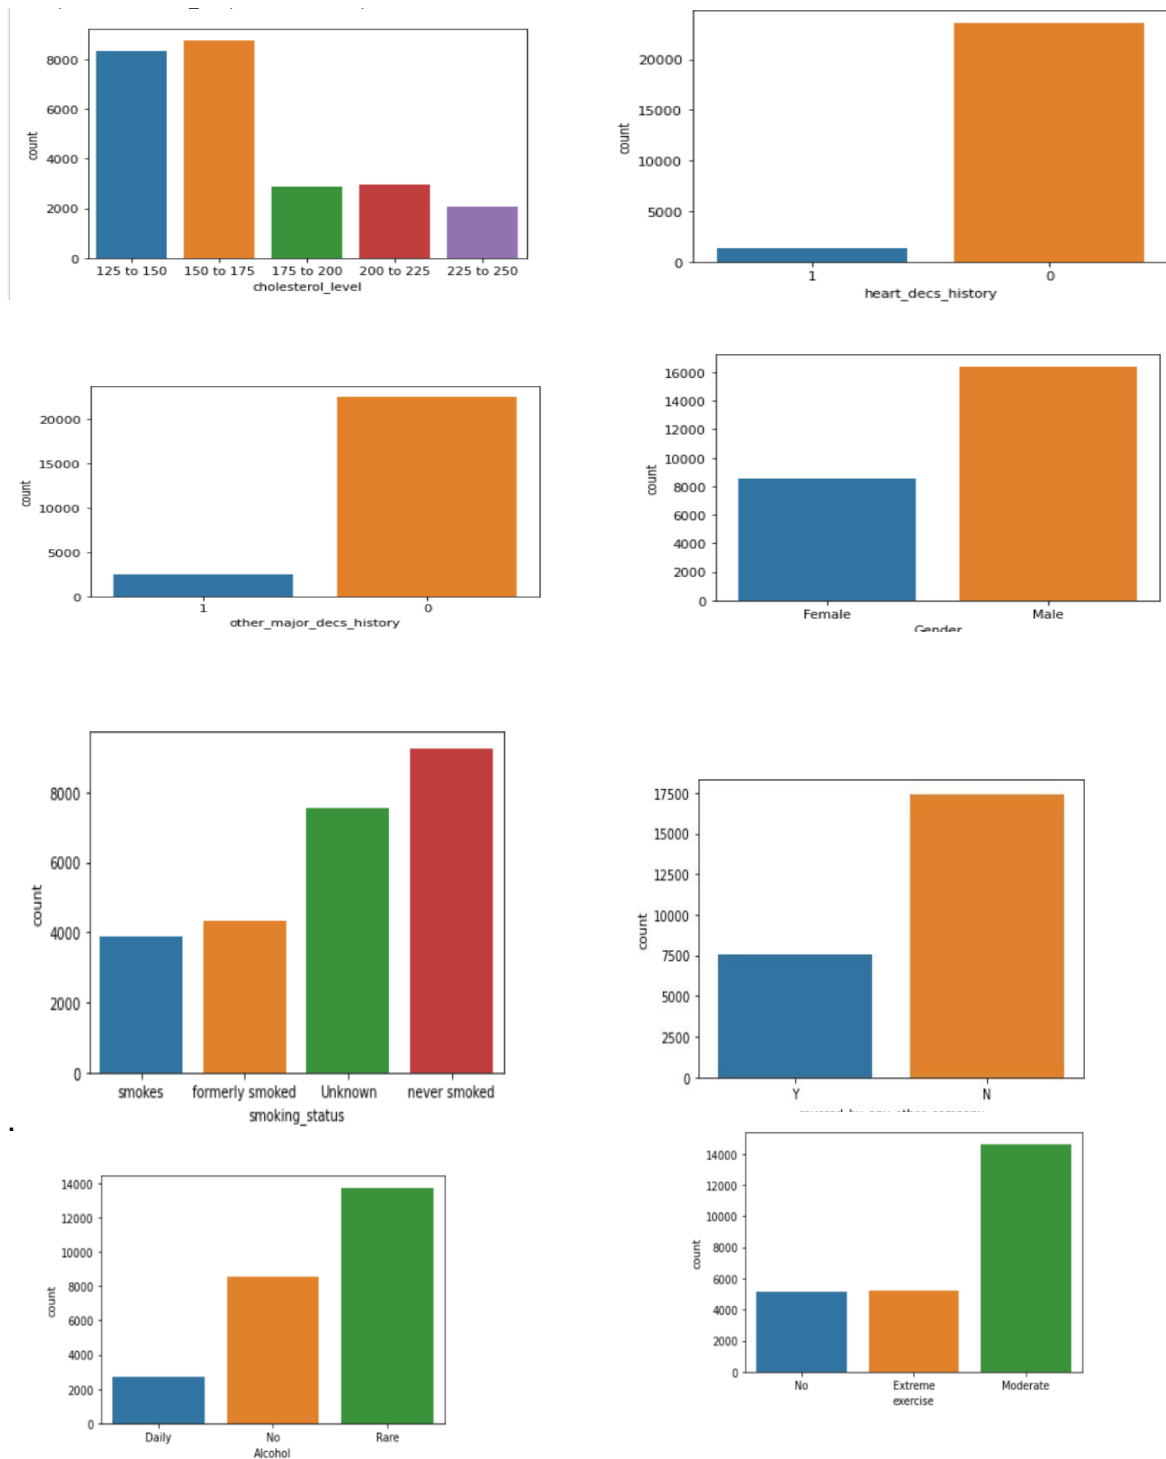 8000
6000
4000
2000
0
count
125 to 150 150 to 175 175 to 200 200 to 225 225 to 250
cholesterol_level
20000
15000
10000
5000
0
count
1 0
heart_decs_history
20000
15000
10000
5000
0
count
1 0
other_major_decs_history
16000
14000
12000
10000
8000
6000
4000
2000
0
count
Female Male
Gender
8000
6000
4000
2000
0
count
smokes formerly smoked Unknown never smoked
smoking_status
17500
15000
12500
10000
7500
5000
2500
0
count
Y N
.
14000
12000
10000
8000
6000
4000
2000
0
count
Daily No Rare
Alcohol
14000
12000
10000
8000
6000
4000
2000
0
count
No Extreme Moderate
exercise